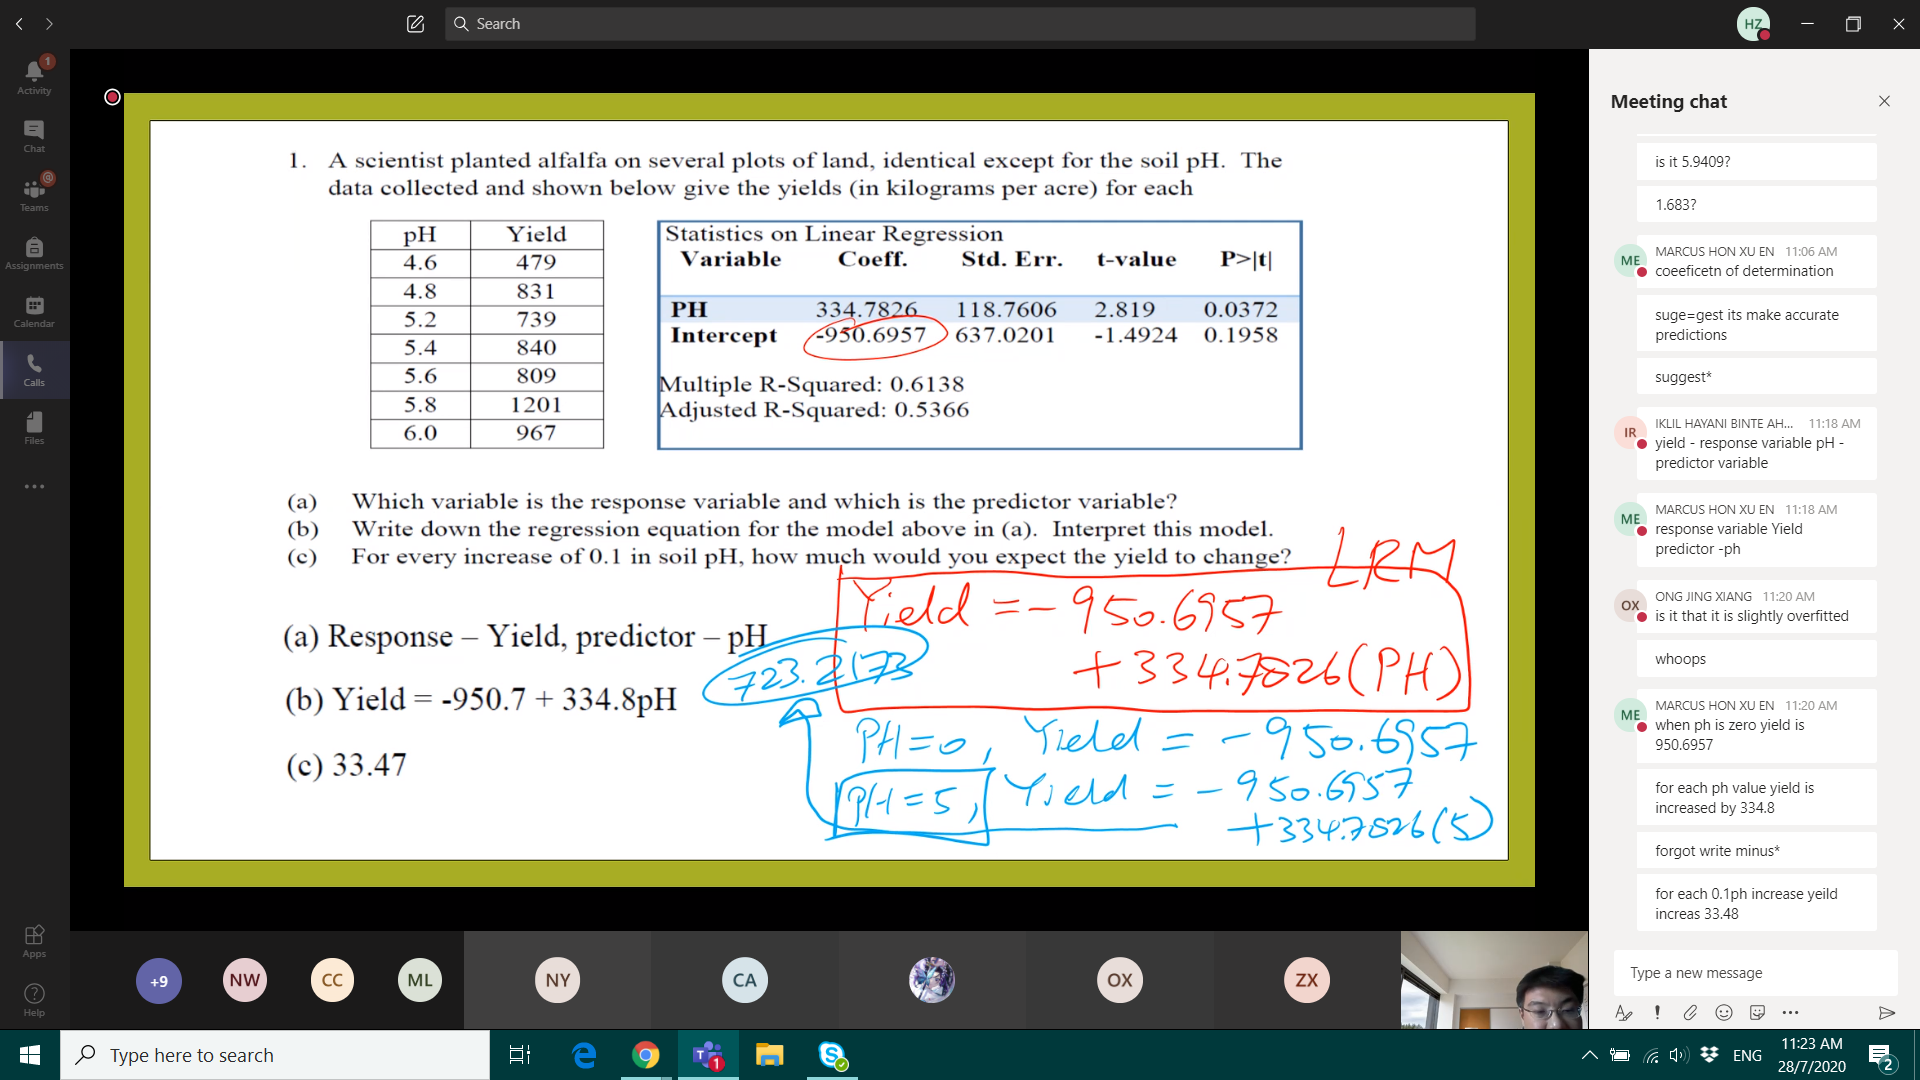 Search
HZ
Activity
1
Chat
Teams
@
Assignments
Calendar
Calls
Files
Apps
Help
1. A scientist planted alfalfa on several plots of land, identical except for the soil pH. The
data collected and shown below give the yields (in kilograms per acre) for each
pH Yield
4.6 479
4.8 831
5.2 739
5.4 840
5.6 809
5.8 1201
6.0 967
Statistics on Linear Regression
Variable Coeff. Std. Err. t-value P>|t|
PH 334.7826 118.7606 2.819 0.0372
Intercept -950.6957 637.0201 -1.4924 0.1958
Multiple R-Squared: 0.6138
Adjusted R-Squared: 0.5366
(a) Which variable is the response variable and which is the predictor variable?
(b) Write down the regression equation for the model above in (a). Interpret this model.
(c) For every increase of 0.1 in soil pH, how much would you expect the yield to change?
LRM
Yield = -950.6957
+334.7826(PH)
(a) Response – Yield, predictor – pH
723.2173
(b) Yield = -950.7 + 334.8pH
PH=0, Yield = -950.6957
(c) 33.47
PH=5, Yield = -950.6957
+334.7826(5)
Meeting chat
is it 5.9409?
1.683?
ME
MARCUS HON XU EN 11:06 AM
coeeficetn of determination
suge=gest its make accurate
predictions
suggest*
IR
IKLIL HAYANI BINTE AH... 11:18 AM
yield - response variable pH -
predictor variable
ME
MARCUS HON XU EN 11:18 AM
response variable Yield
predictor -ph
OX
ONG JING XIANG 11:20 AM
is it that it is slightly overfitted
whoops
ME
MARCUS HON XU EN 11:20 AM
when ph is zero yield is
950.6957
for each ph value yield is
increased by 334.8
forgot write minus*
for each 0.1ph increase yeild
increas 33.48
Type a new message
+9
NW
CC
ML
NY
CA
OX
ZX
Type here to search
1
ENG
11:23 AM
28/7/2020
2